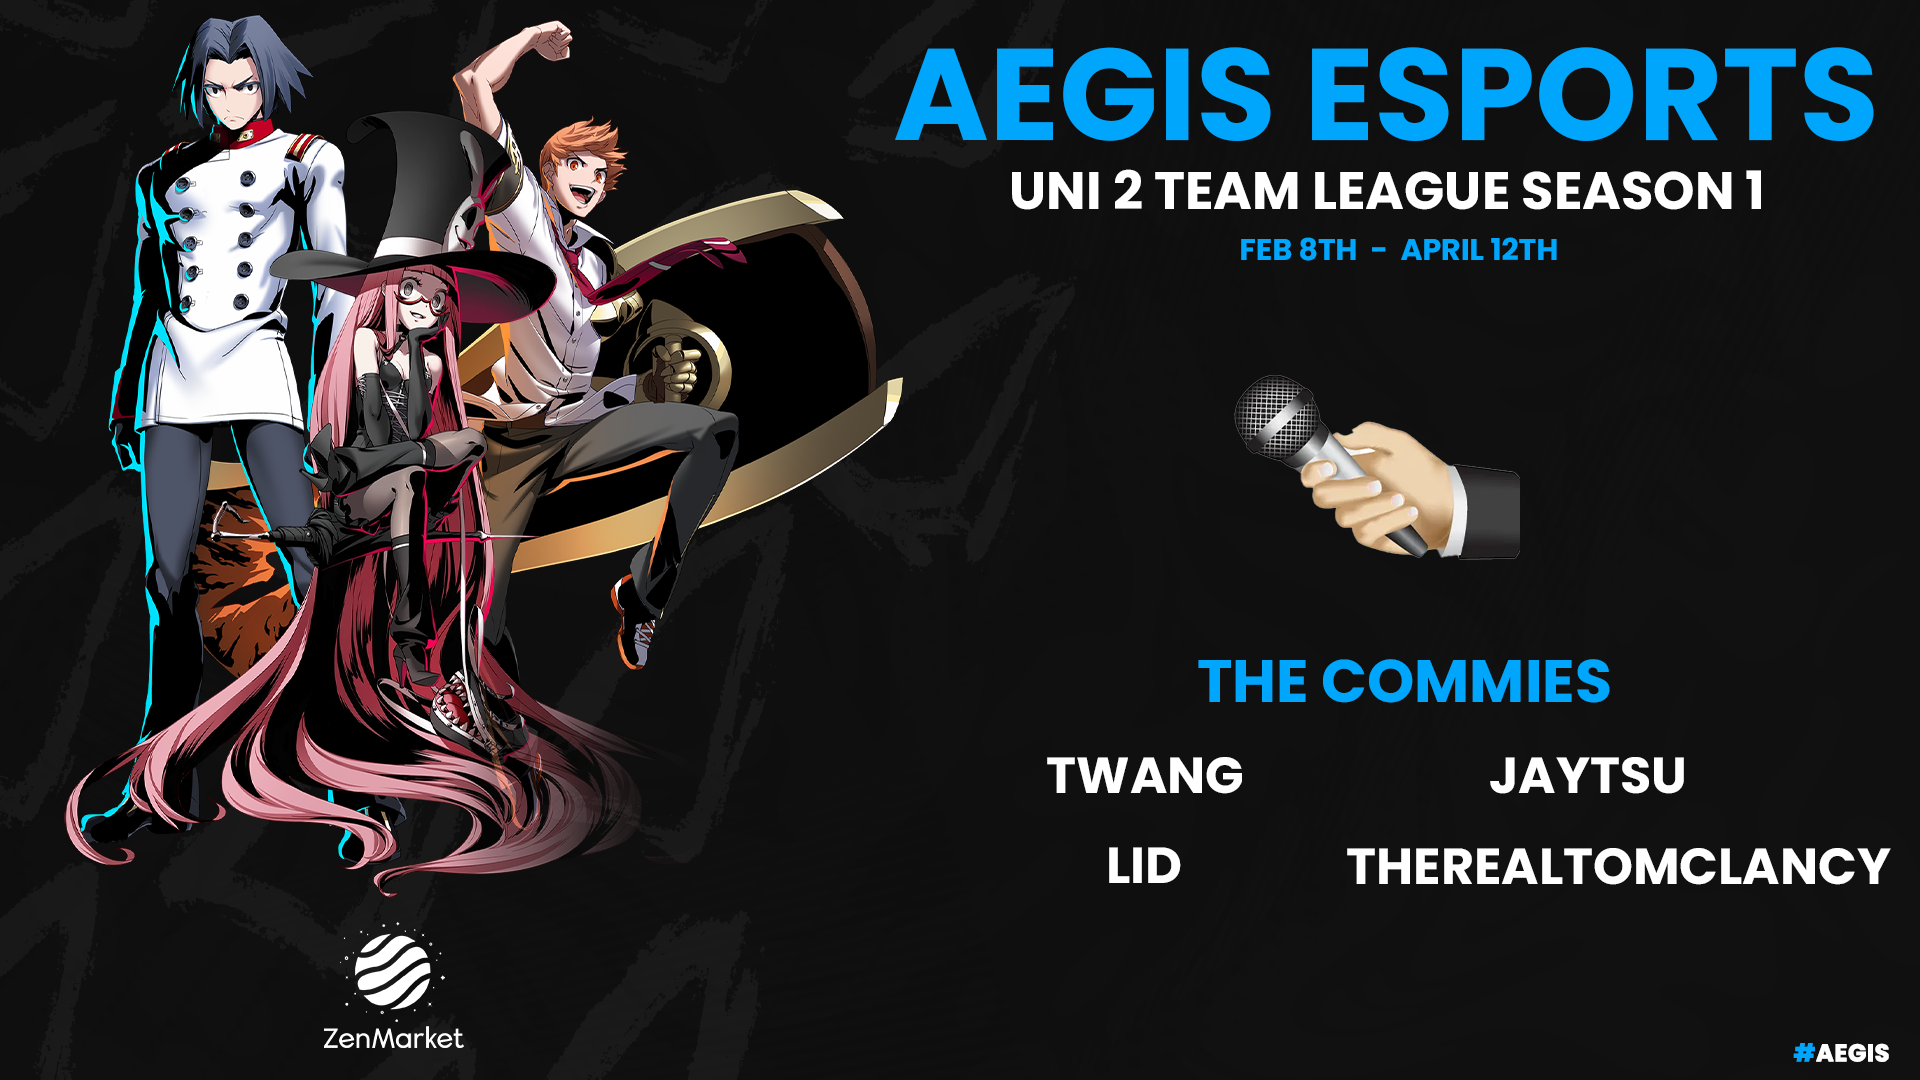 AEGIS ESPORTS
UNI 2 TEAM LEAGUE SEASON 1
FEB 8TH - APRIL 12TH
THE COMMIES
TWANG
JAYTSU
LID
THEREALTOMCLANCY
ZenMarket
#AEGIS